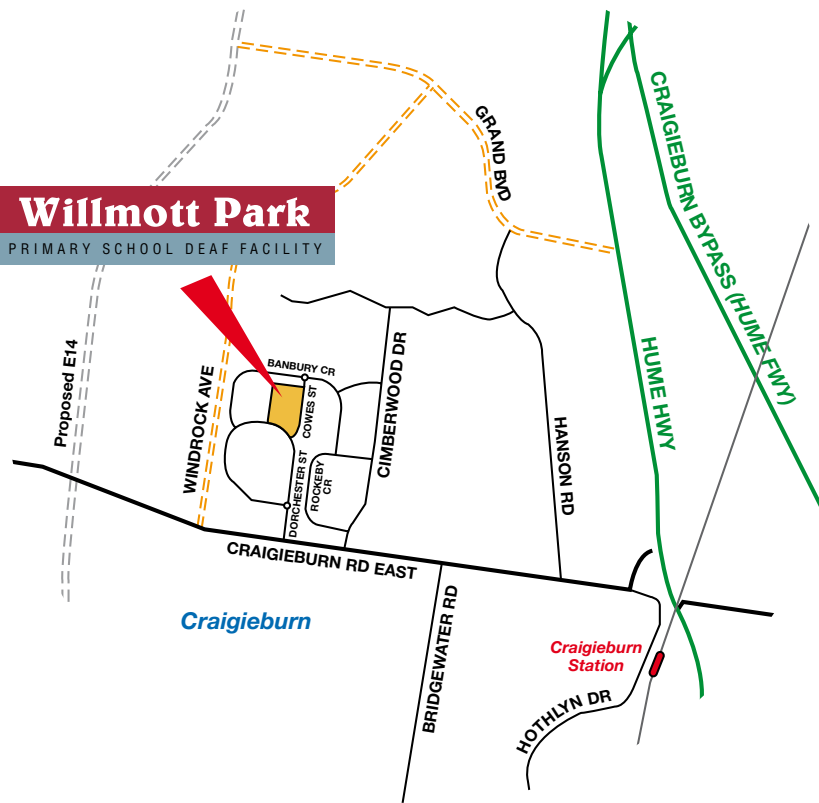 GRAND BVD
CRAIGIEBURN BYPASS (HUME FWY)
Willmott Park
PRIMARY SCHOOL DEAF FACILITY
HUME HWY
Proposed E14
WINDROCK AVE
BANBURY CR
COWES ST
CIMBERWOOD DR
DORCHESTER ST
ROCKEBY
CR
HANSON RD
CRAIGIEBURN RD EAST
Craigieburn
BRIDGEWATER RD
Craigieburn
Station
HOTHLYN DR